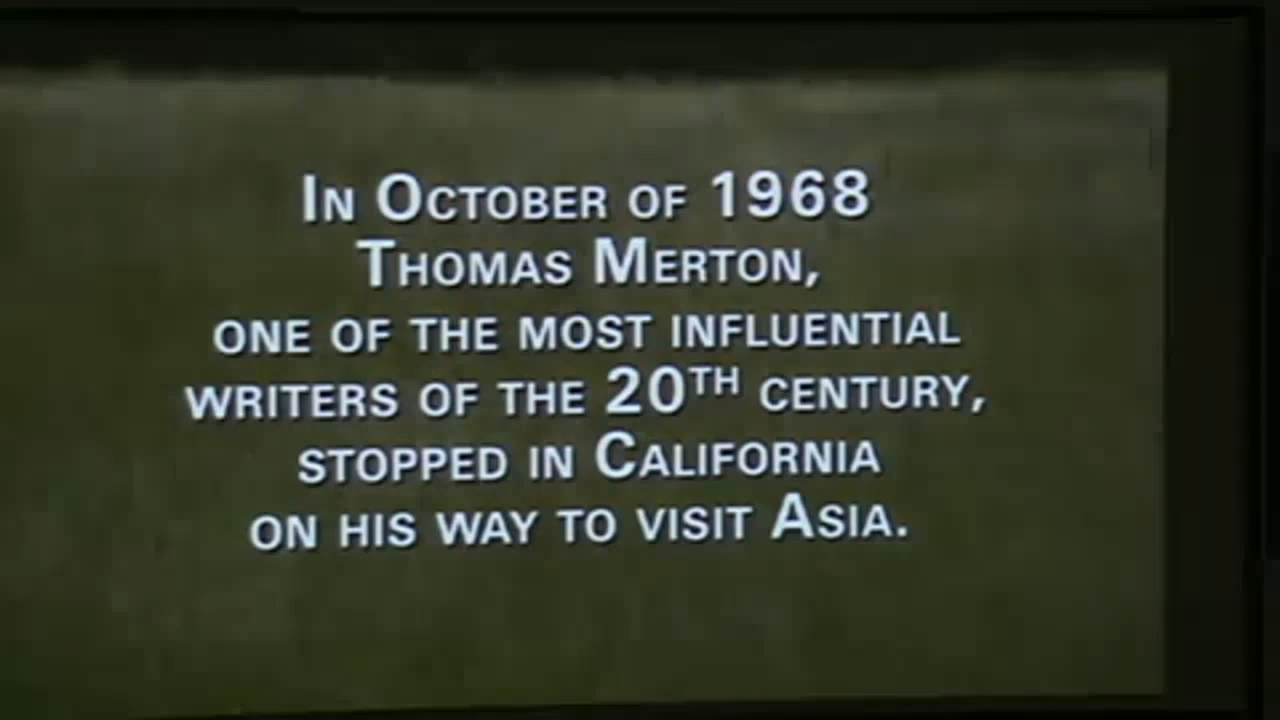 In October of 1968
Thomas Merton,
one of the most influential
writers of the 20th century,
stopped in California
on his way to visit Asia.